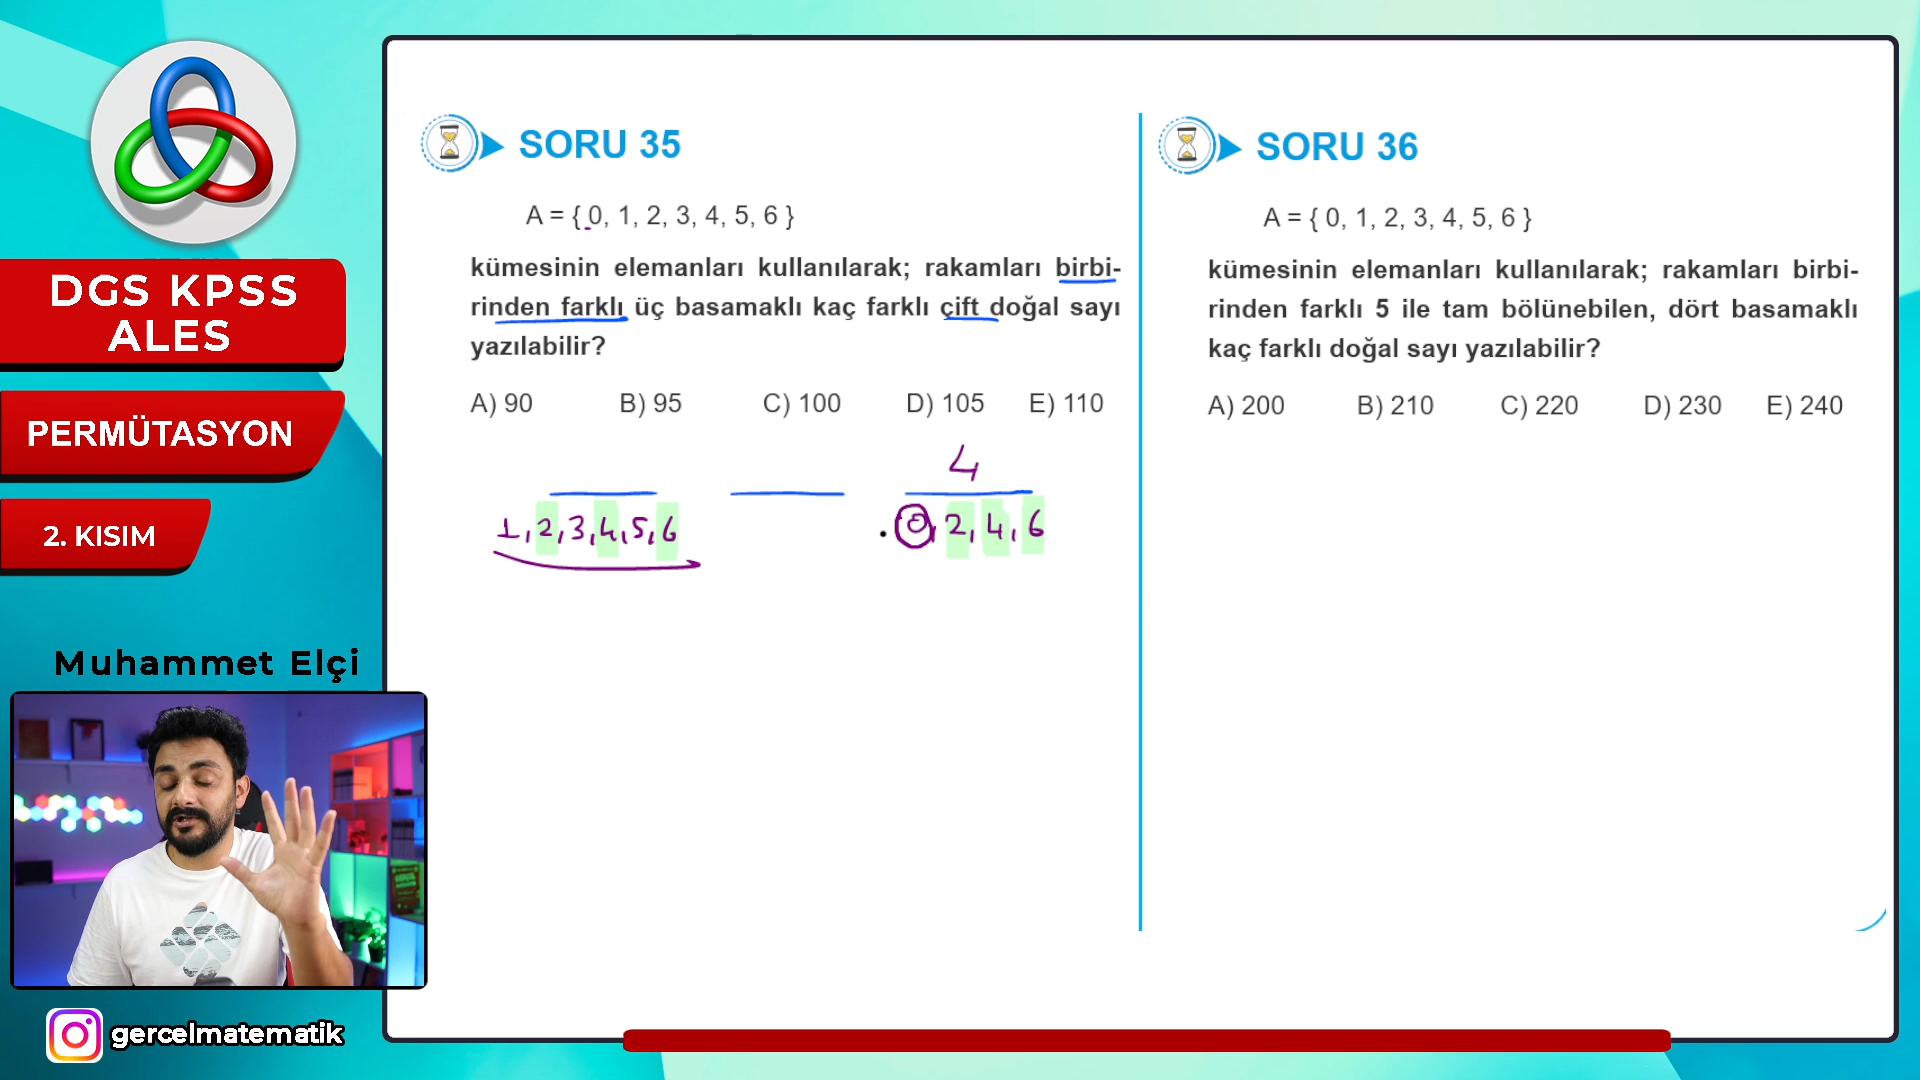 DGS KPSS
ALES
PERMÜTASYON
2. KISIM
Muhammet Elçi
gercelmatematik
SORU 35
A = { 0, 1, 2, 3, 4, 5, 6 }
kümesinin elemanları kullanılarak; rakamları birbi-
rinden farklı üç basamaklı kaç farklı çift doğal sayı
yazılabilir?
A) 90 B) 95 C) 100 D) 105 E) 110
4
1, 2, 3, 4, 5, 6
0, 2, 4, 6
SORU 36
A = { 0, 1, 2, 3, 4, 5, 6 }
kümesinin elemanları kullanılarak; rakamları birbi-
rinden farklı 5 ile tam bölünebilen, dört basamaklı
kaç farklı doğal sayı yazılabilir?
A) 200 B) 210 C) 220 D) 230 E) 240